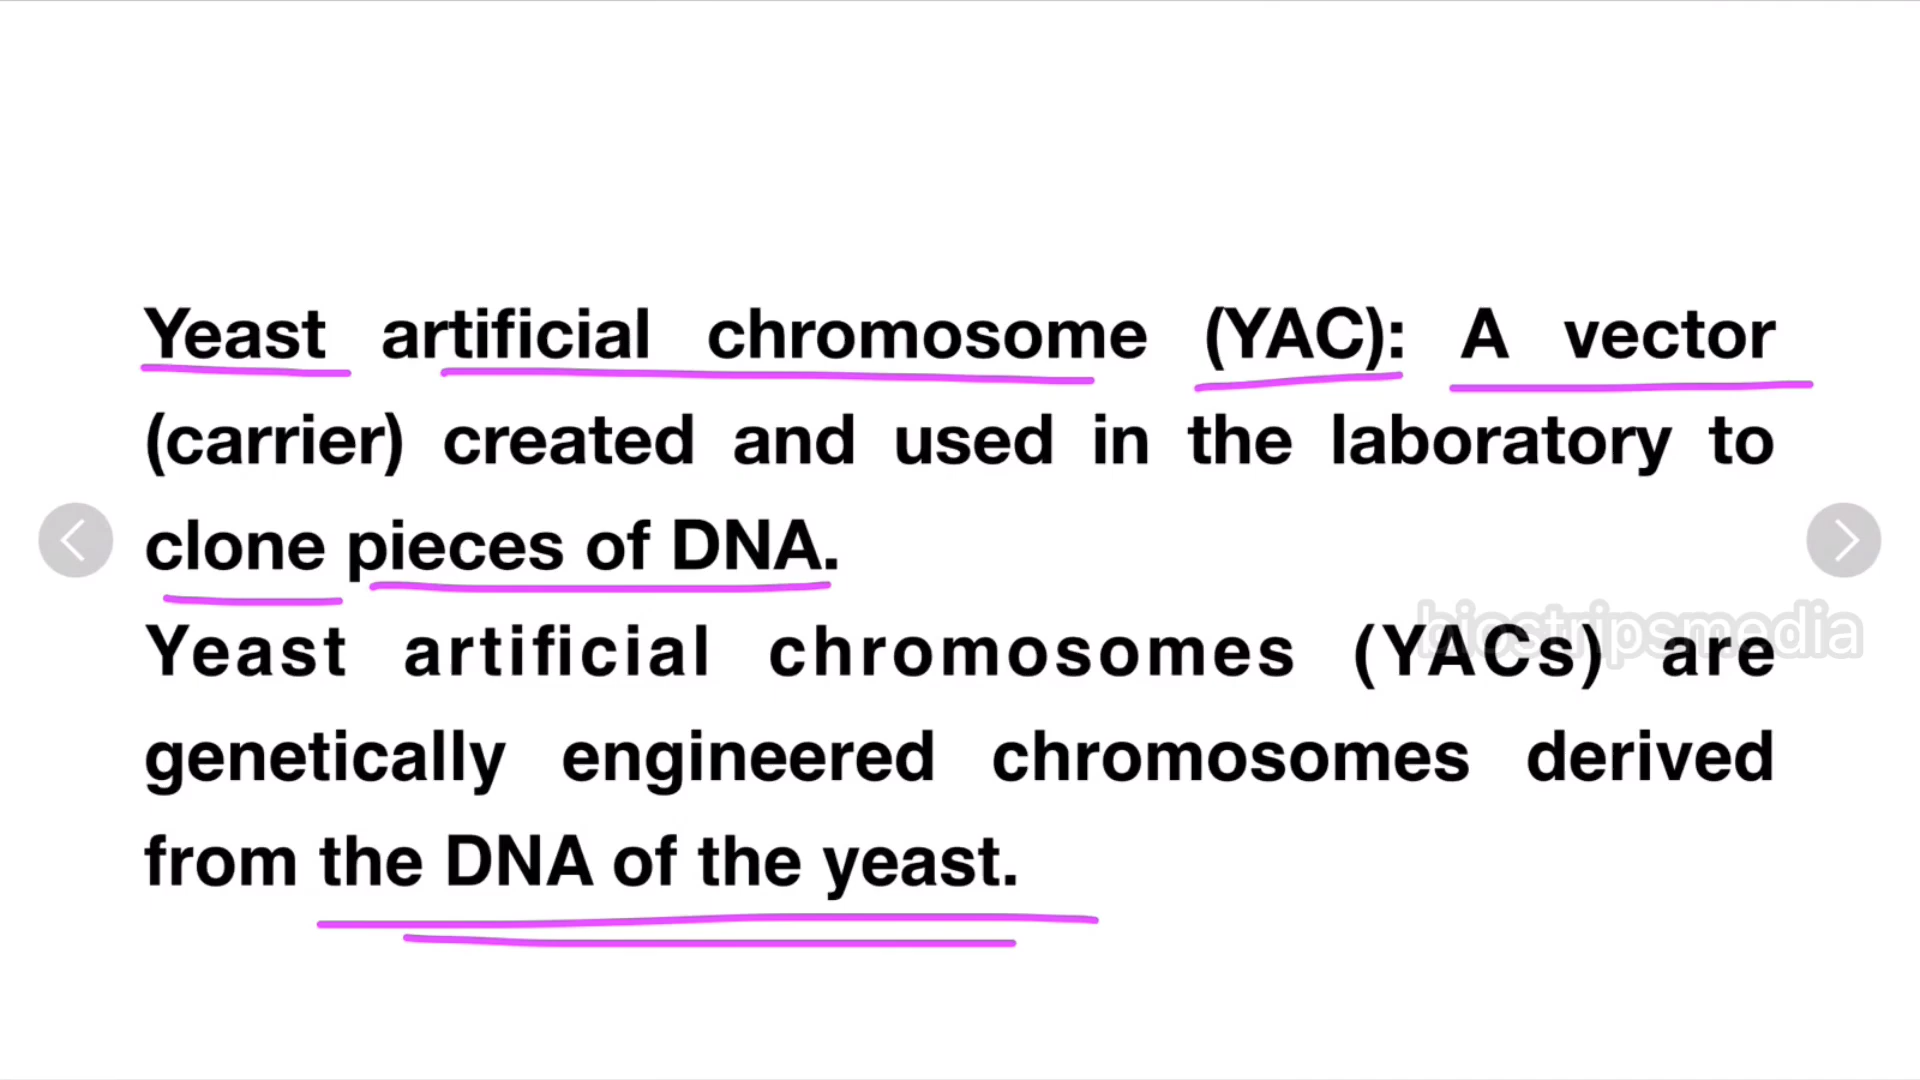 Yeast artificial chromosome (YAC): A vector
(carrier) created and used in the laboratory to
clone pieces of DNA.
biostripsmedia
Yeast artificial chromosomes (YACs) are
genetically engineered chromosomes derived
from the DNA of the yeast.